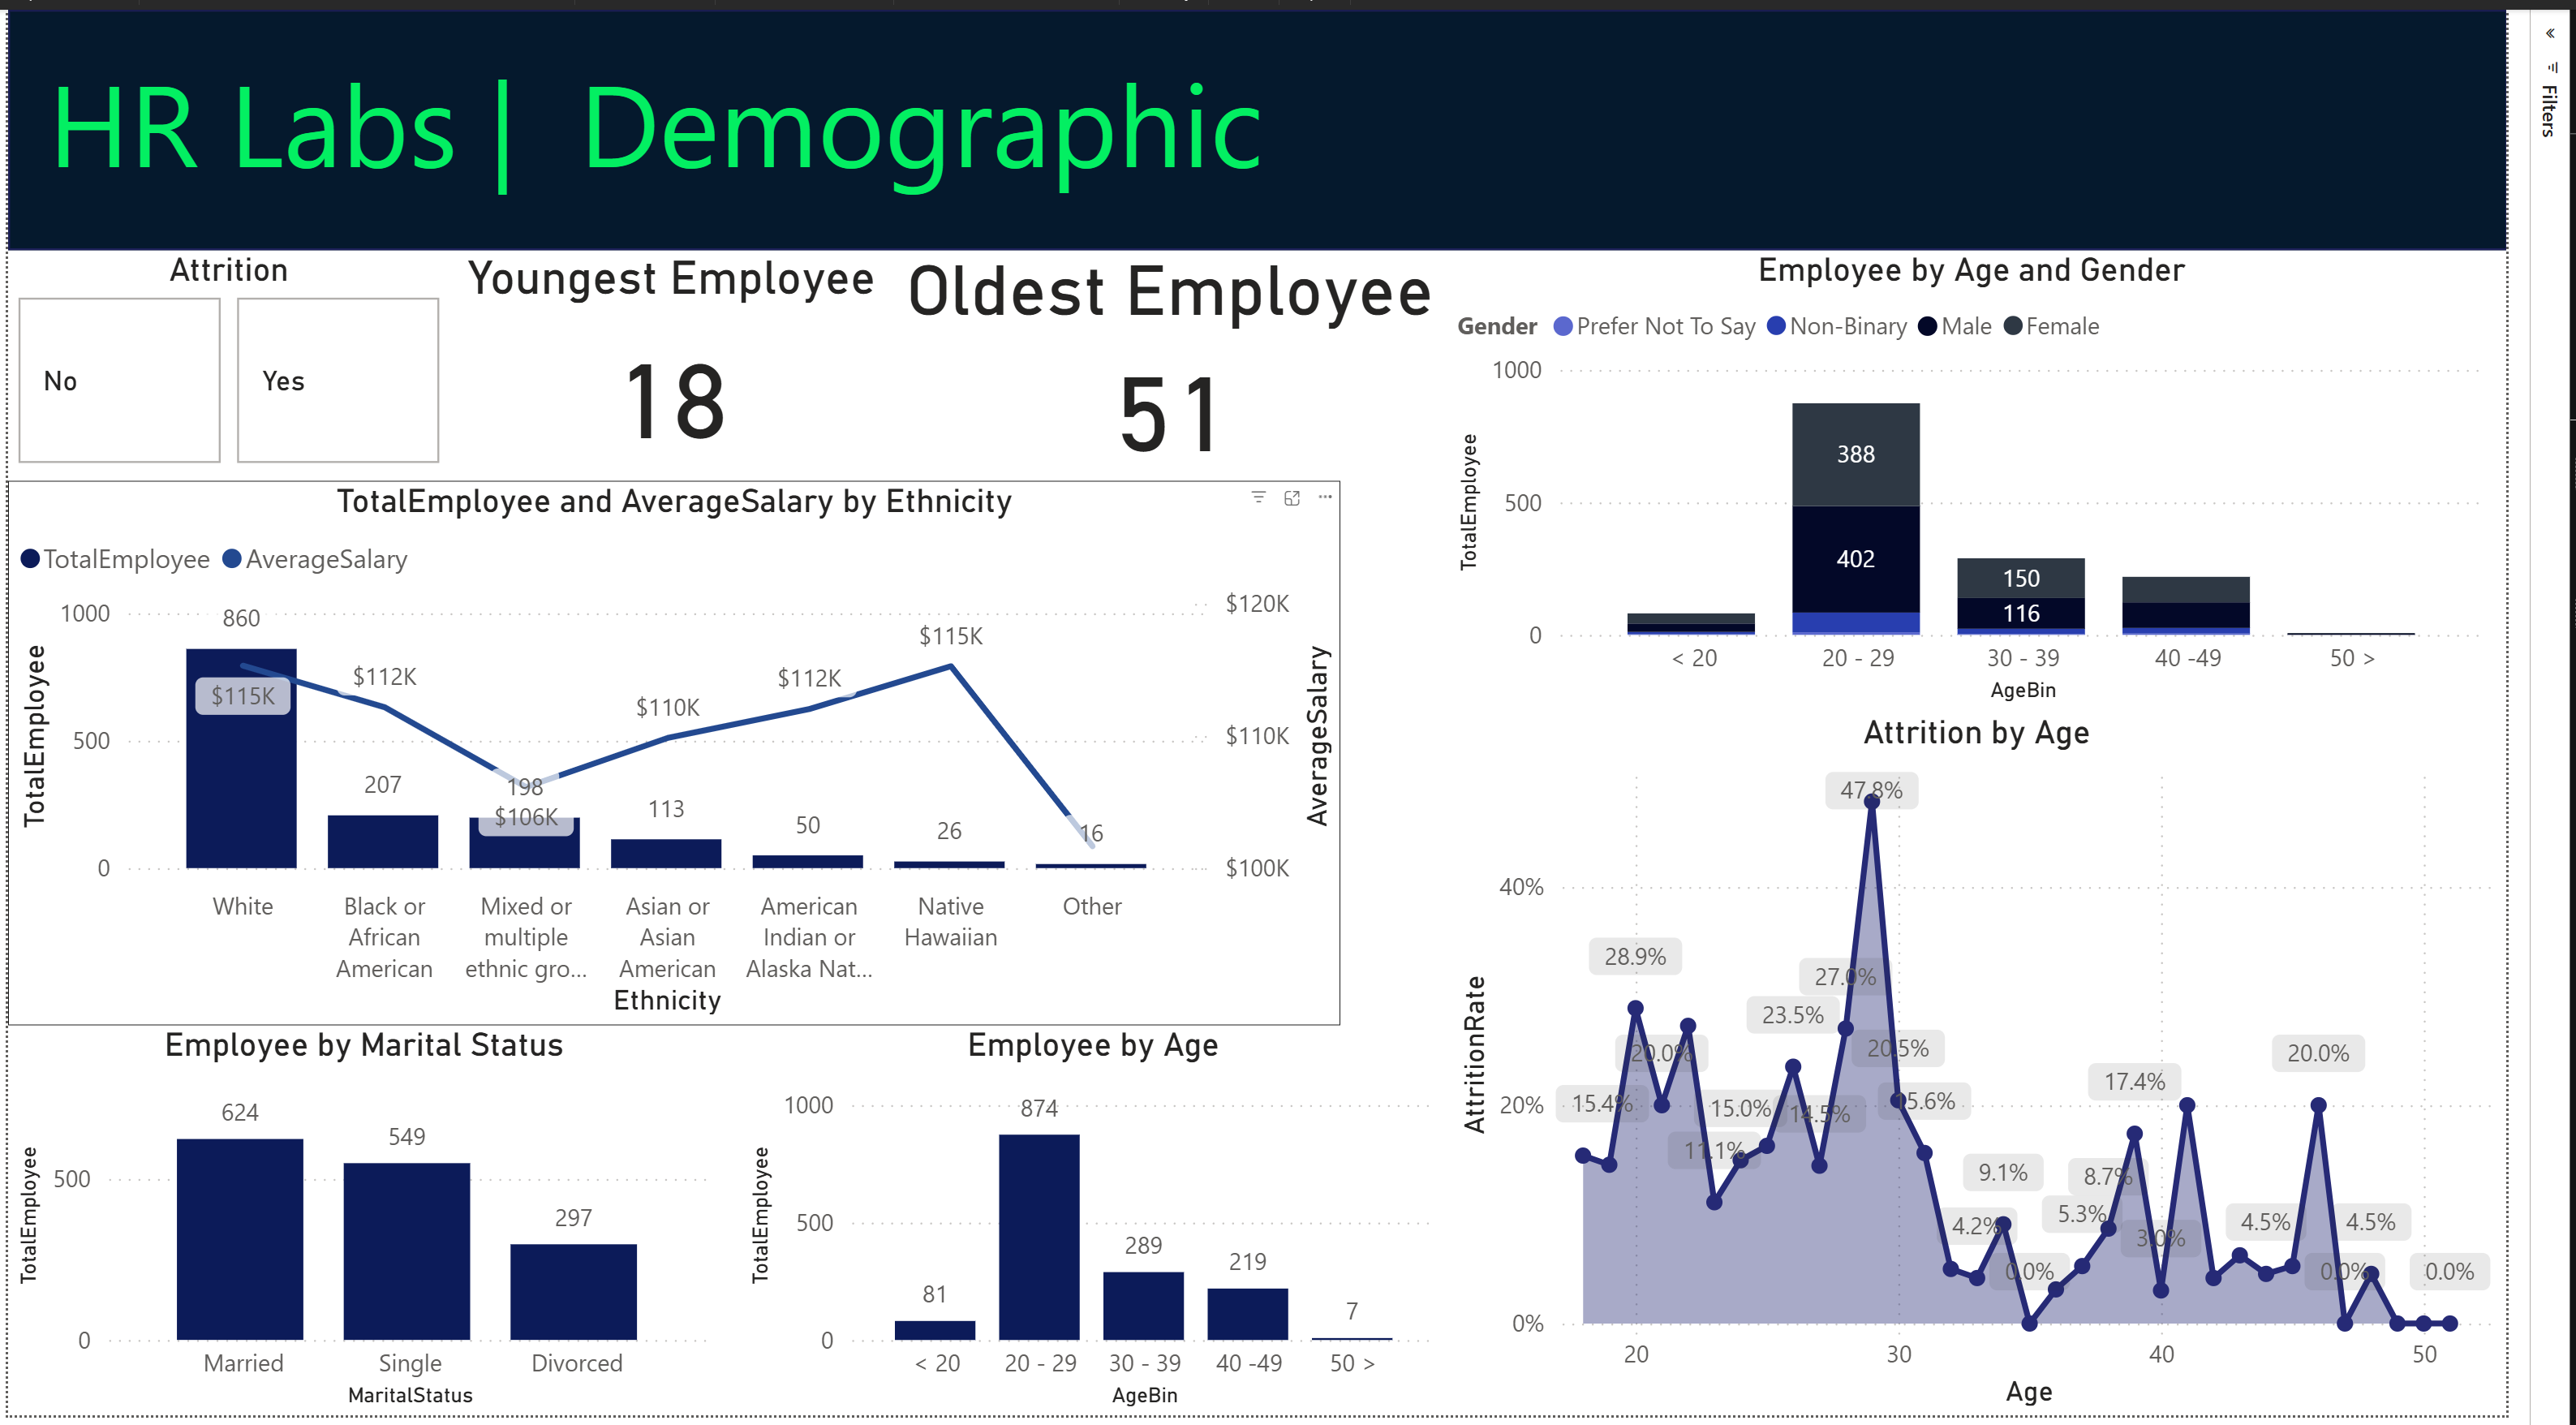 HR Labs | Demographic
« Filters
Attrition
No
Yes
Youngest Employee
18
Oldest Employee
51
TotalEmployee and AverageSalary by Ethnicity
TotalEmployee AverageSalary
TotalEmployee
1000
500
0
860
207
198
113
50
26
16
$115K
$112K
$106K
$110K
$112K
$115K
$120K
$110K
$100K
AverageSalary
White
Black or
African
American
Mixed or
multiple
ethnic gro...
Asian or
Asian
American
American
Indian or
Alaska Nat...
Native
Hawaiian
Other
Ethnicity
Employee by Marital Status
TotalEmployee
500
0
624
549
297
Married
Single
Divorced
MaritalStatus
Employee by Age
TotalEmployee
1000
500
0
81
874
289
219
7
< 20
20 - 29
30 - 39
40 -49
50 >
AgeBin
Employee by Age and Gender
Gender Prefer Not To Say Non-Binary Male Female
TotalEmployee
1000
500
0
388
402
150
116
< 20
20 - 29
30 - 39
40 -49
50 >
AgeBin
Attrition by Age
AttritionRate
40%
20%
0%
15.4%
28.9%
20.0%
11.1%
15.0%
23.5%
14.5%
27.0%
47.8%
20.5%
15.6%
4.2%
9.1%
0.0%
5.3%
8.7%
17.4%
3.0%
4.5%
20.0%
0.0%
4.5%
0.0%
20
30
40
50
Age